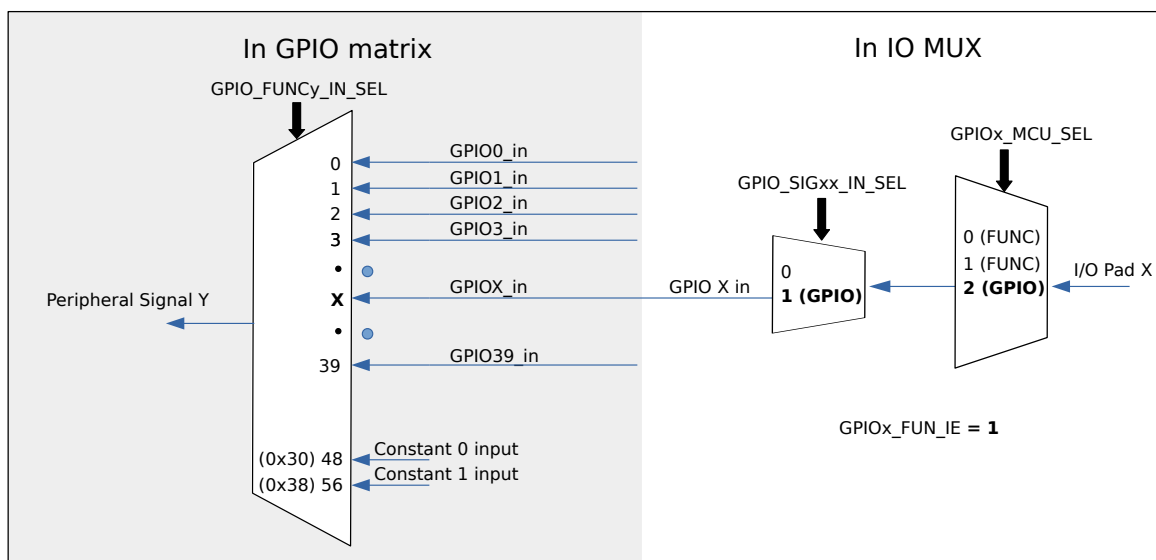 In GPIO matrix
In IO MUX
GPIO_FUNCy_IN_SEL
GPIOx_MCU_SEL
GPIO_SIGxx_IN_SEL
0
GPIO0_in
1
GPIO1_in
2
GPIO2_in
3
GPIO3_in
0 (FUNC)
1 (FUNC)
2 (GPIO)
I/O Pad X
0
1 (GPIO)
GPIO X in
X
GPIOX_in
Peripheral Signal Y
39
GPIO39_in
GPIOx_FUN_IE = 1
(0x30) 48
Constant 0 input
(0x38) 56
Constant 1 input